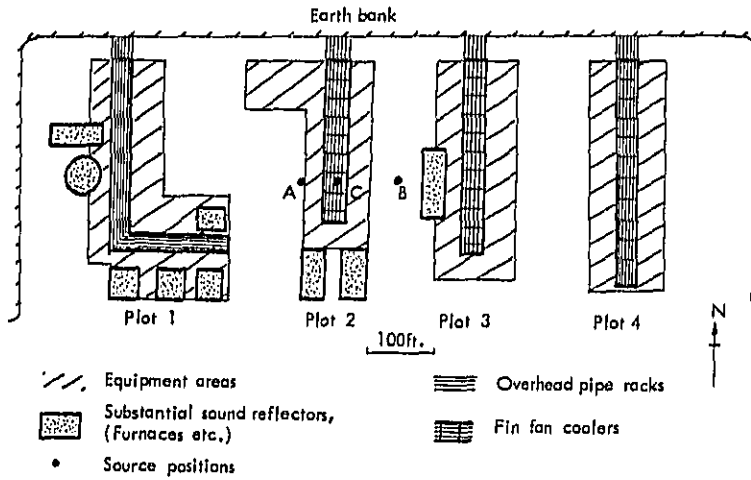 Earth bank
A
C
B
Plot 1
Plot 2
Plot 3
Plot 4
100ft.
N
Equipment areas
Overhead pipe racks
Substantial sound reflectors,
(Furnaces etc.)
Fin fan coolers
Source positions